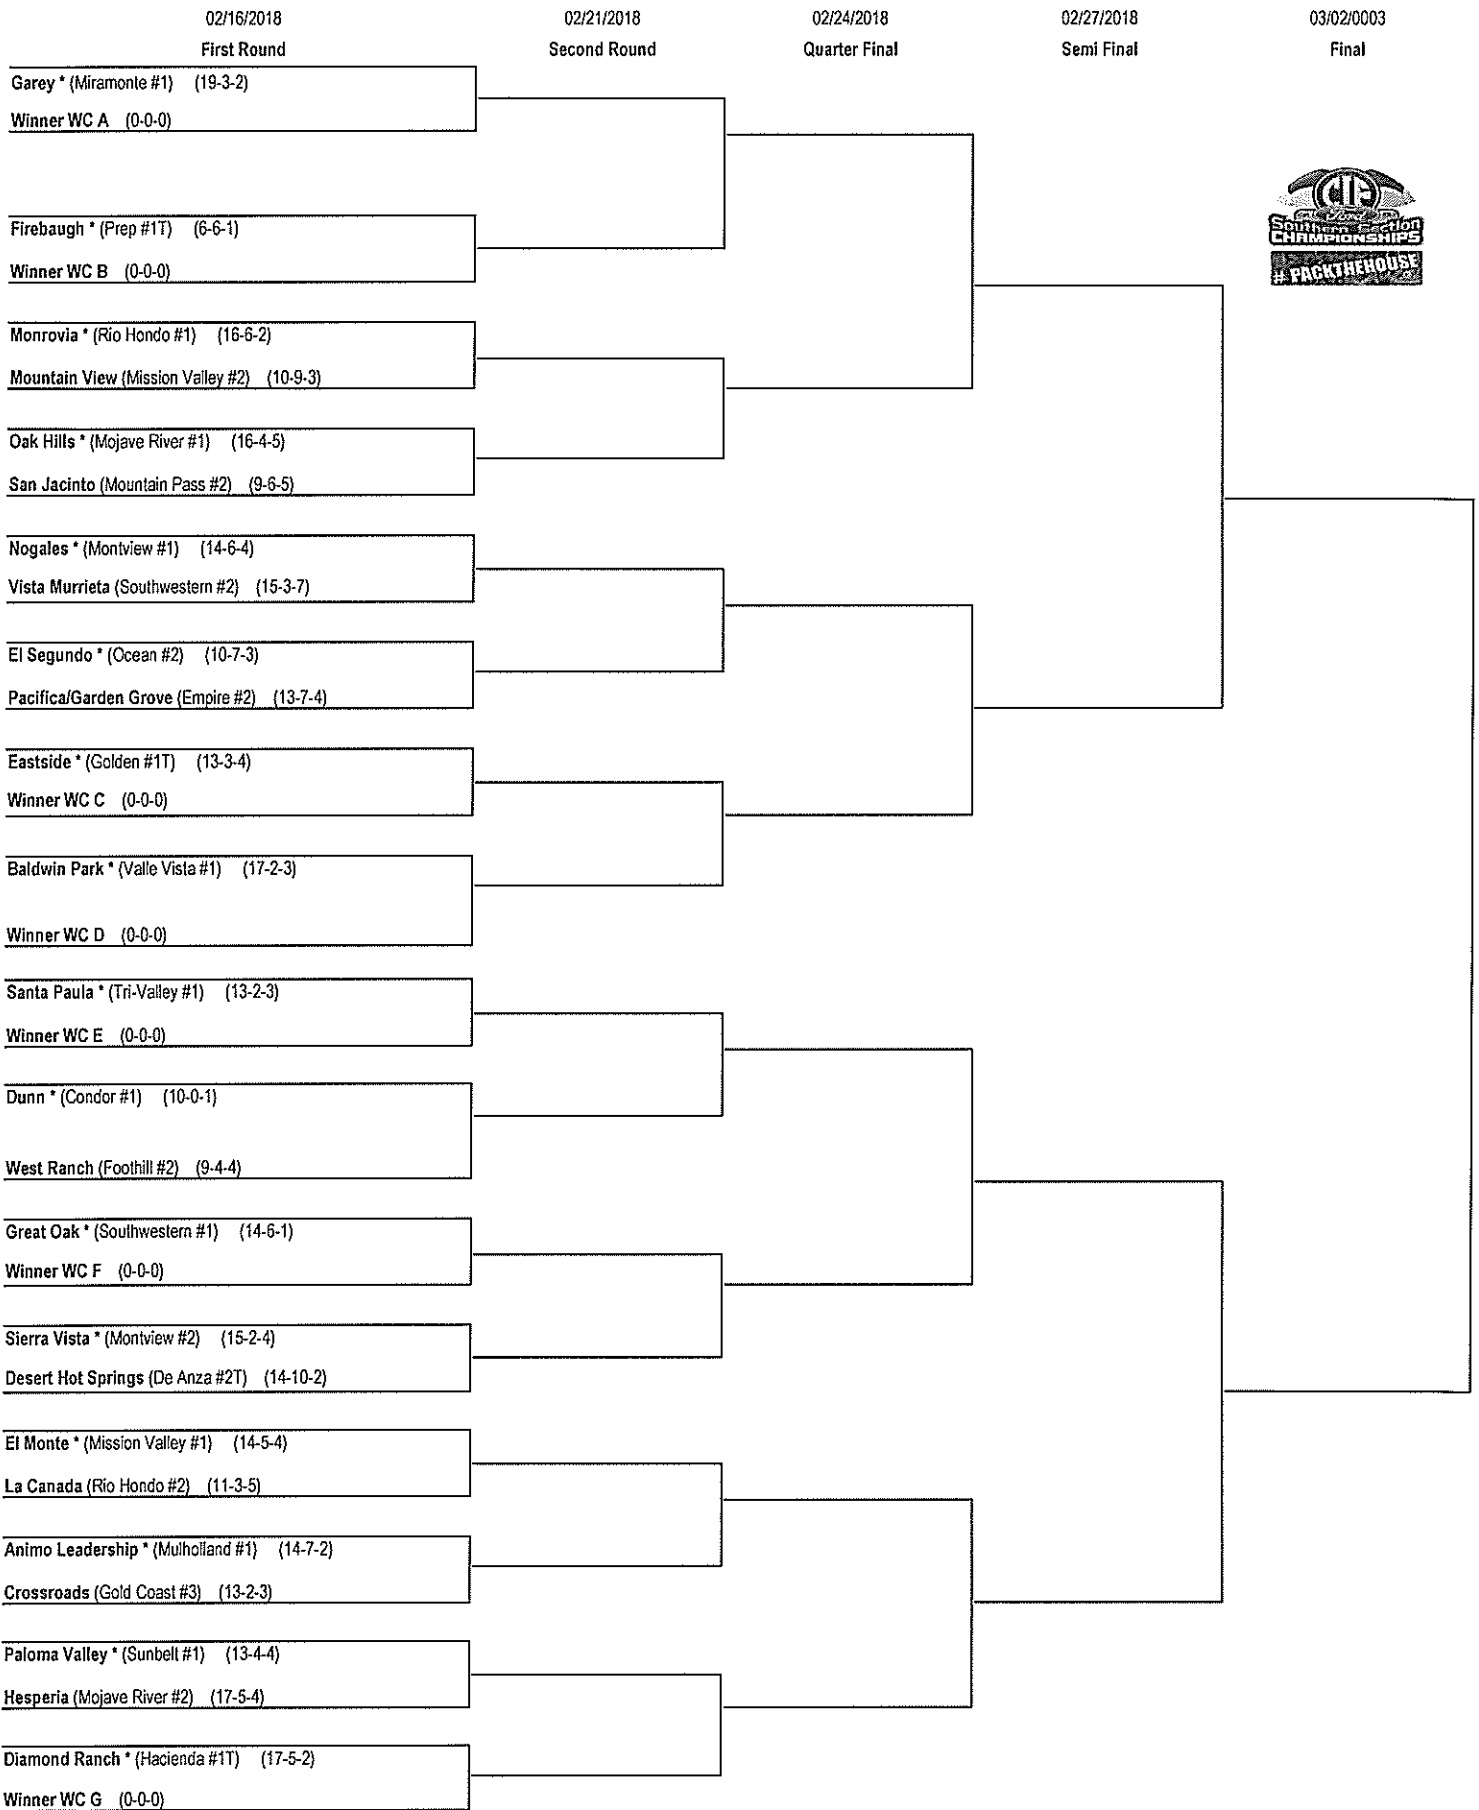 02/16/2018 02/21/2018 02/24/2018 02/27/2018 03/02/0003
First Round Second Round Quarter Final Semi Final Final
Garey * (Miramonte #1) (19-3-2)
Winner WC A (0-0-0)
CIF
Ford
Southern Section
CHAMPIONSHIPS
# PACKTHEHOUSE
Firebaugh * (Prep #1T) (6-6-1)
Winner WC B (0-0-0)
Monrovia * (Rio Hondo #1) (16-6-2)
Mountain View (Mission Valley #2) (10-9-3)
Oak Hills * (Mojave River #1) (16-4-5)
San Jacinto (Mountain Pass #2) (9-6-5)
Nogales * (Montview #1) (14-6-4)
Vista Murrieta (Southwestern #2) (15-3-7)
El Segundo * (Ocean #2) (10-7-3)
Pacifica/Garden Grove (Empire #2) (13-7-4)
Eastside * (Golden #1T) (13-3-4)
Winner WC C (0-0-0)
Baldwin Park * (Valle Vista #1) (17-2-3)
Winner WC D (0-0-0)
Santa Paula * (Tri-Valley #1) (13-2-3)
Winner WC E (0-0-0)
Dunn * (Condor #1) (10-0-1)
West Ranch (Foothill #2) (9-4-4)
Great Oak * (Southwestern #1) (14-6-1)
Winner WC F (0-0-0)
Sierra Vista * (Montview #2) (15-2-4)
Desert Hot Springs (De Anza #2T) (14-10-2)
El Monte * (Mission Valley #1) (14-5-4)
La Canada (Rio Hondo #2) (11-3-5)
Animo Leadership * (Mulholland #1) (14-7-2)
Crossroads (Gold Coast #3) (13-2-3)
Paloma Valley * (Sunbelt #1) (13-4-4)
Hesperia (Mojave River #2) (17-5-4)
Diamond Ranch * (Hacienda #1T) (17-5-2)
Winner WC G (0-0-0)